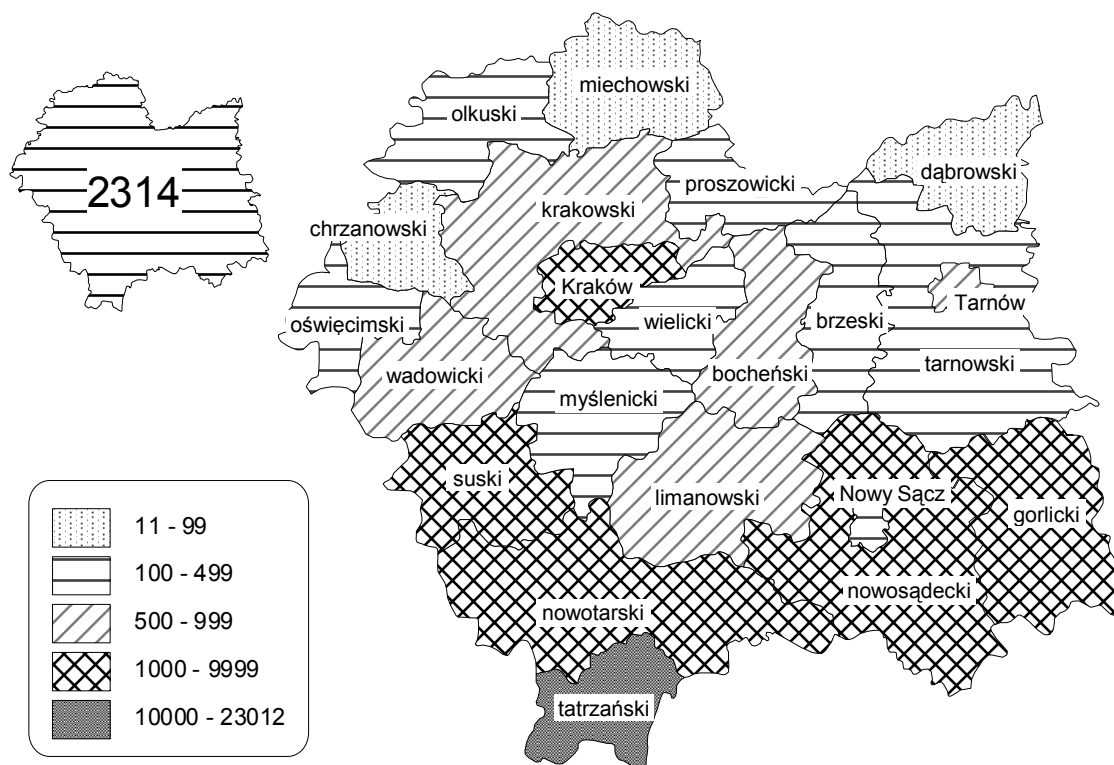 miechowski
olkuski
dąbrowski
2314
proszowicki
krakowski
chrzanowski
Kraków
Tarnów
oświęcimski
wielicki
brzeski
tarnowski
wadowicki
bocheński
myślenicki
suski
limanowski
Nowy Sącz
gorlicki
nowosądecki
nowotarski
tatrzański
11 - 99
100 - 499
500 - 999
1000 - 9999
10000 - 23012